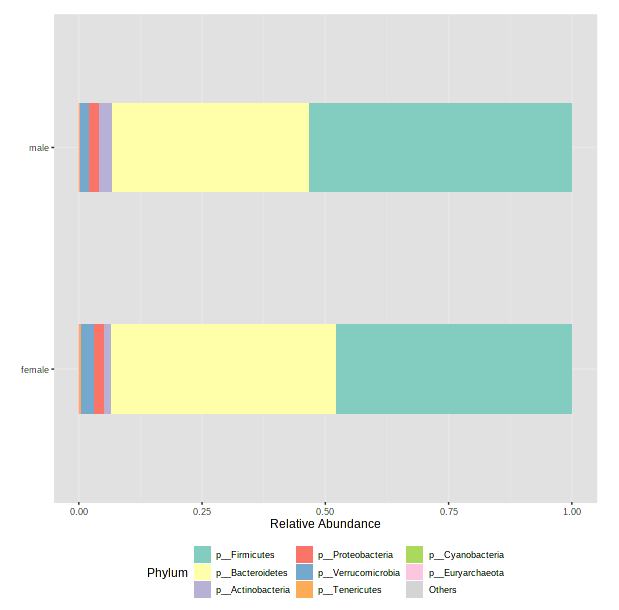 male
female
0.00 0.25 0.50 0.75 1.00
Relative Abundance
Phylum
p__Firmicutes p__Proteobacteria p__Cyanobacteria
p__Bacteroidetes p__Verrucomicrobia p__Euryarchaeota
p__Actinobacteria p__Tenericutes Others